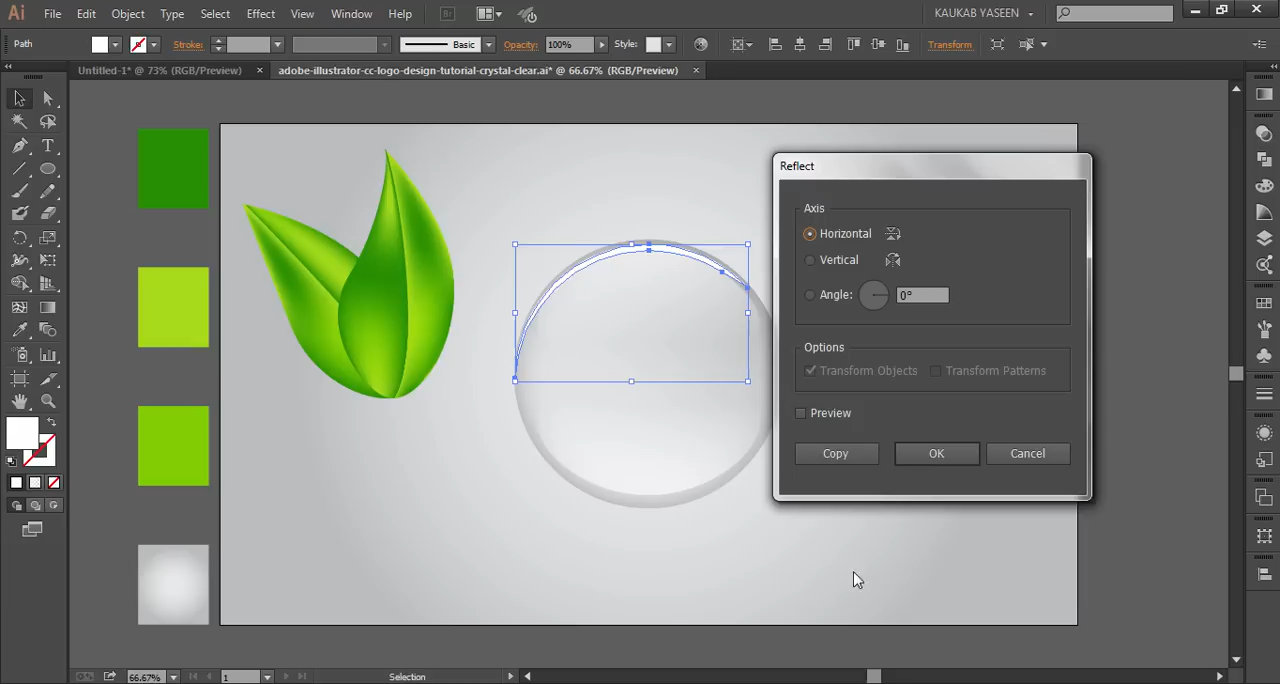 Ai File Edit Object Type Select Effect View Window Help Br KAUKAB YASEEN
Path Stroke: Basic Opacity: 100% Style: Transform
Untitled-1* @ 73% (RGB/Preview) × adobe-illustrator-cc-logo-design-tutorial-crystal-clear.ai* @ 66.67% (RGB/Preview) ×
Reflect
Axis
Horizontal
Vertical
Angle: 0°
Options
Transform Objects Transform Patterns
Preview
Copy OK Cancel
66.67% 1 Selection